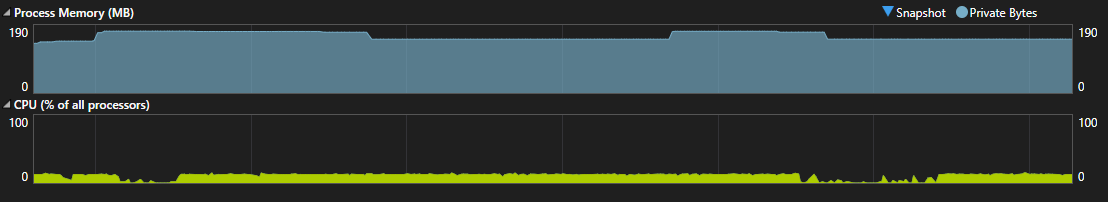 Process Memory (MB) Snapshot Private Bytes
190 190
0 0
CPU (% of all processors)
100 100
0 0